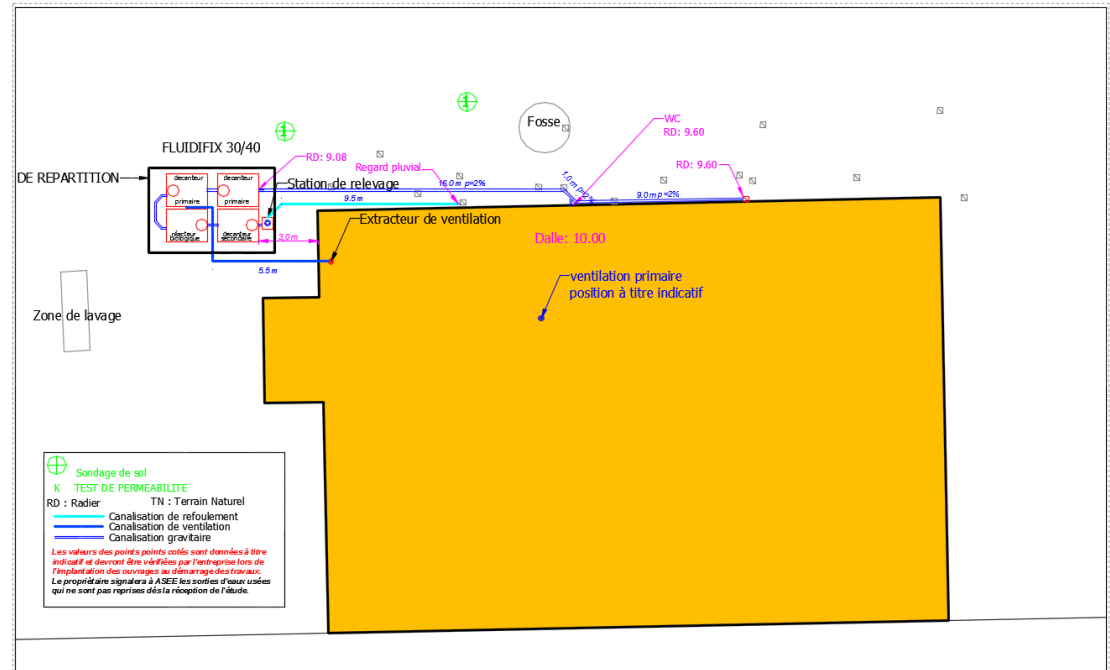 1
1
Fosse
WC
RD: 9.60
FLUIDIFIX 30/40
RD: 9.08
Regard pluvial
RD: 9.60
DE REPARTITION
decanteur
primaire
decanteur
primaire
Station de relevage
16.0 m p=2%
1.0 m p=2%
9.0 m p=2%
9.5 m
réacteur
biologique
decanteur
secondaire
3.0 m
Extracteur de ventilation
Dalle: 10.00
5.5 m
ventilation primaire
position à titre indicatif
Zone de lavage
Sondage de sol
K TEST DE PERMEABILITE
RD : Radier TN : Terrain Naturel
Canalisation de refoulement
Canalisation de ventilation
Canalisation gravitaire
Les valeurs des points points cotés sont données à titre
indicatif et devront être vérifiées par l'entreprise lors de
l'implantation des ouvrages au démarrage des travaux.
Le propriètaire signalera à ASEE les sorties d'eaux usées
qui ne sont pas reprises dés la réception de l'étude.